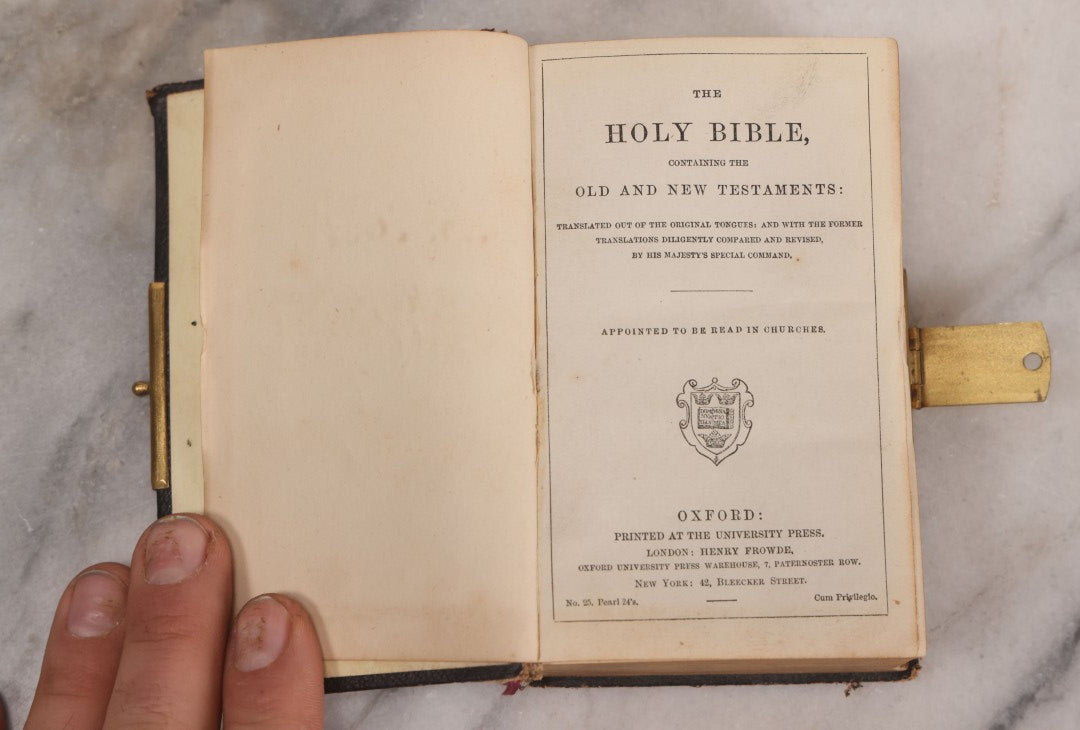 THE
HOLY BIBLE,
CONTAINING THE
OLD AND NEW TESTAMENTS:
TRANSLATED OUT OF THE ORIGINAL TONGUES: AND WITH THE FORMER
TRANSLATIONS DILIGENTLY COMPARED AND REVISED,
BY HIS MAJESTY'S SPECIAL COMMAND.
APPOINTED TO BE READ IN CHURCHES.
OXFORD:
PRINTED AT THE UNIVERSITY PRESS.
LONDON: HENRY FROWDE,
OXFORD UNIVERSITY PRESS WAREHOUSE, 7, PATERNOSTER ROW.
NEW YORK: 42, BLEECKER STREET.
No. 25. Pearl 24's.
Cum Privilegio.